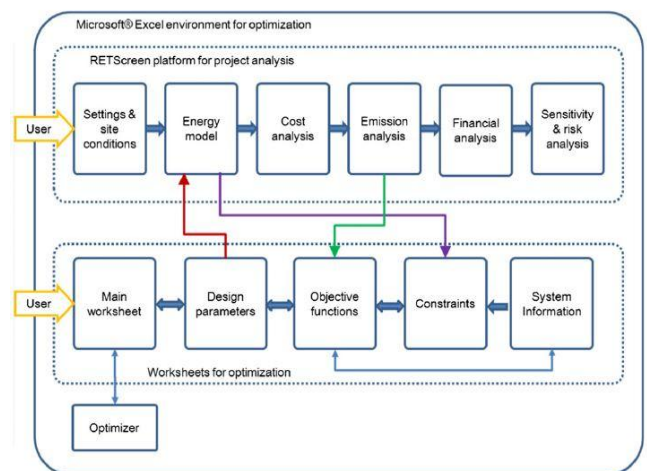 Microsoft® Excel environment for optimization
RETScreen platform for project analysis
User
Settings &
site
conditions
Energy
model
Cost
analysis
Emission
analysis
Financial
analysis
Sensitivity
& risk
analysis
User
Main
worksheet
Design
parameters
Objective
functions
Constraints
System
Information
Worksheets for optimization
Optimizer